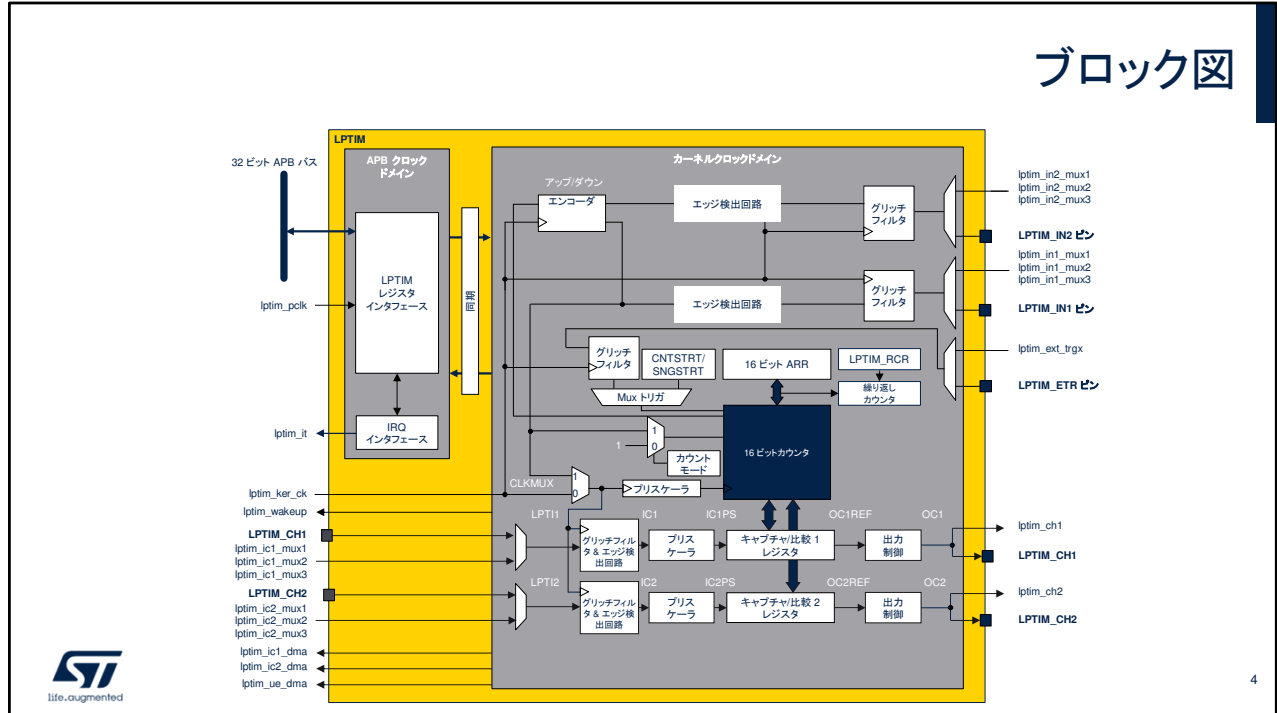 ブロック図
LPTIM
32 ビット APB バス
APB クロック
ドメイン
LPTIM
レジスタ
インタフェース
lptim_pclk
IRQ
インタフェース
lptim_it
同期
カーネルクロックドメイン
アップ/ダウン
エンコーダ
エッジ検出回路
グリッチ
フィルタ
lptim_in2_mux1
lptim_in2_mux2
lptim_in2_mux3
LPTIM_IN2 ピン
エッジ検出回路
グリッチ
フィルタ
lptim_in1_mux1
lptim_in1_mux2
lptim_in1_mux3
LPTIM_IN1 ピン
グリッチ
フィルタ
CNTSTRT/
SNGSTRT
Mux トリガ
16 ビット ARR
LPTIM_RCR
繰り返し
カウンタ
lptim_ext_trgx
LPTIM_ETR ピン
1
1
0
カウント
モード
16 ビットカウンタ
CLKMUX
1
0
プリスケーラ
lptim_ker_ck
lptim_wakeup
LPTIM_CH1
lptim_ic1_mux1
lptim_ic1_mux2
lptim_ic1_mux3
LPTI1
グリッチフィル
タ & エッジ検
出回路
IC1
プリス
ケーラ
IC1PS
キャプチャ/比較 1
レジスタ
OC1REF
出力
制御
OC1
lptim_ch1
LPTIM_CH1
LPTIM_CH2
lptim_ic2_mux1
lptim_ic2_mux2
lptim_ic2_mux3
LPTI2
グリッチフィル
タ & エッジ検
出回路
IC2
プリス
ケーラ
IC2PS
キャプチャ/比較 2
レジスタ
OC2REF
出力
制御
OC2
lptim_ch2
LPTIM_CH2
lptim_ic1_dma
lptim_ic2_dma
lptim_ue_dma
ST
life.augmented
4